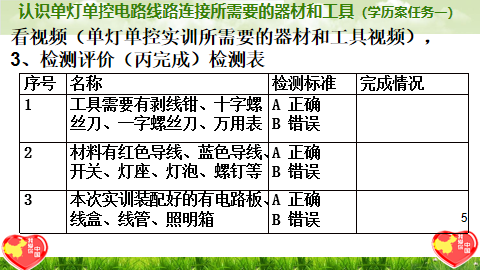 认识单灯单控电路线路连接所需要的器材和工具（学历案任务一）
看视频（单灯单控实训所需要的器材和工具视频），
3、检测评价（丙完成）检测表
序号 名称 检测标准 完成情况
1 工具需要有剥线钳、十字螺 A 正确
丝刀、一字螺丝刀、万用表 B 错误
2 材料有红色导线、蓝色导线、 A 正确
开关、灯座、灯泡、螺钉等 B 错误
3 本次实训装配好的有电路板、 A 正确
线盒、线管、照明箱 B 错误
5